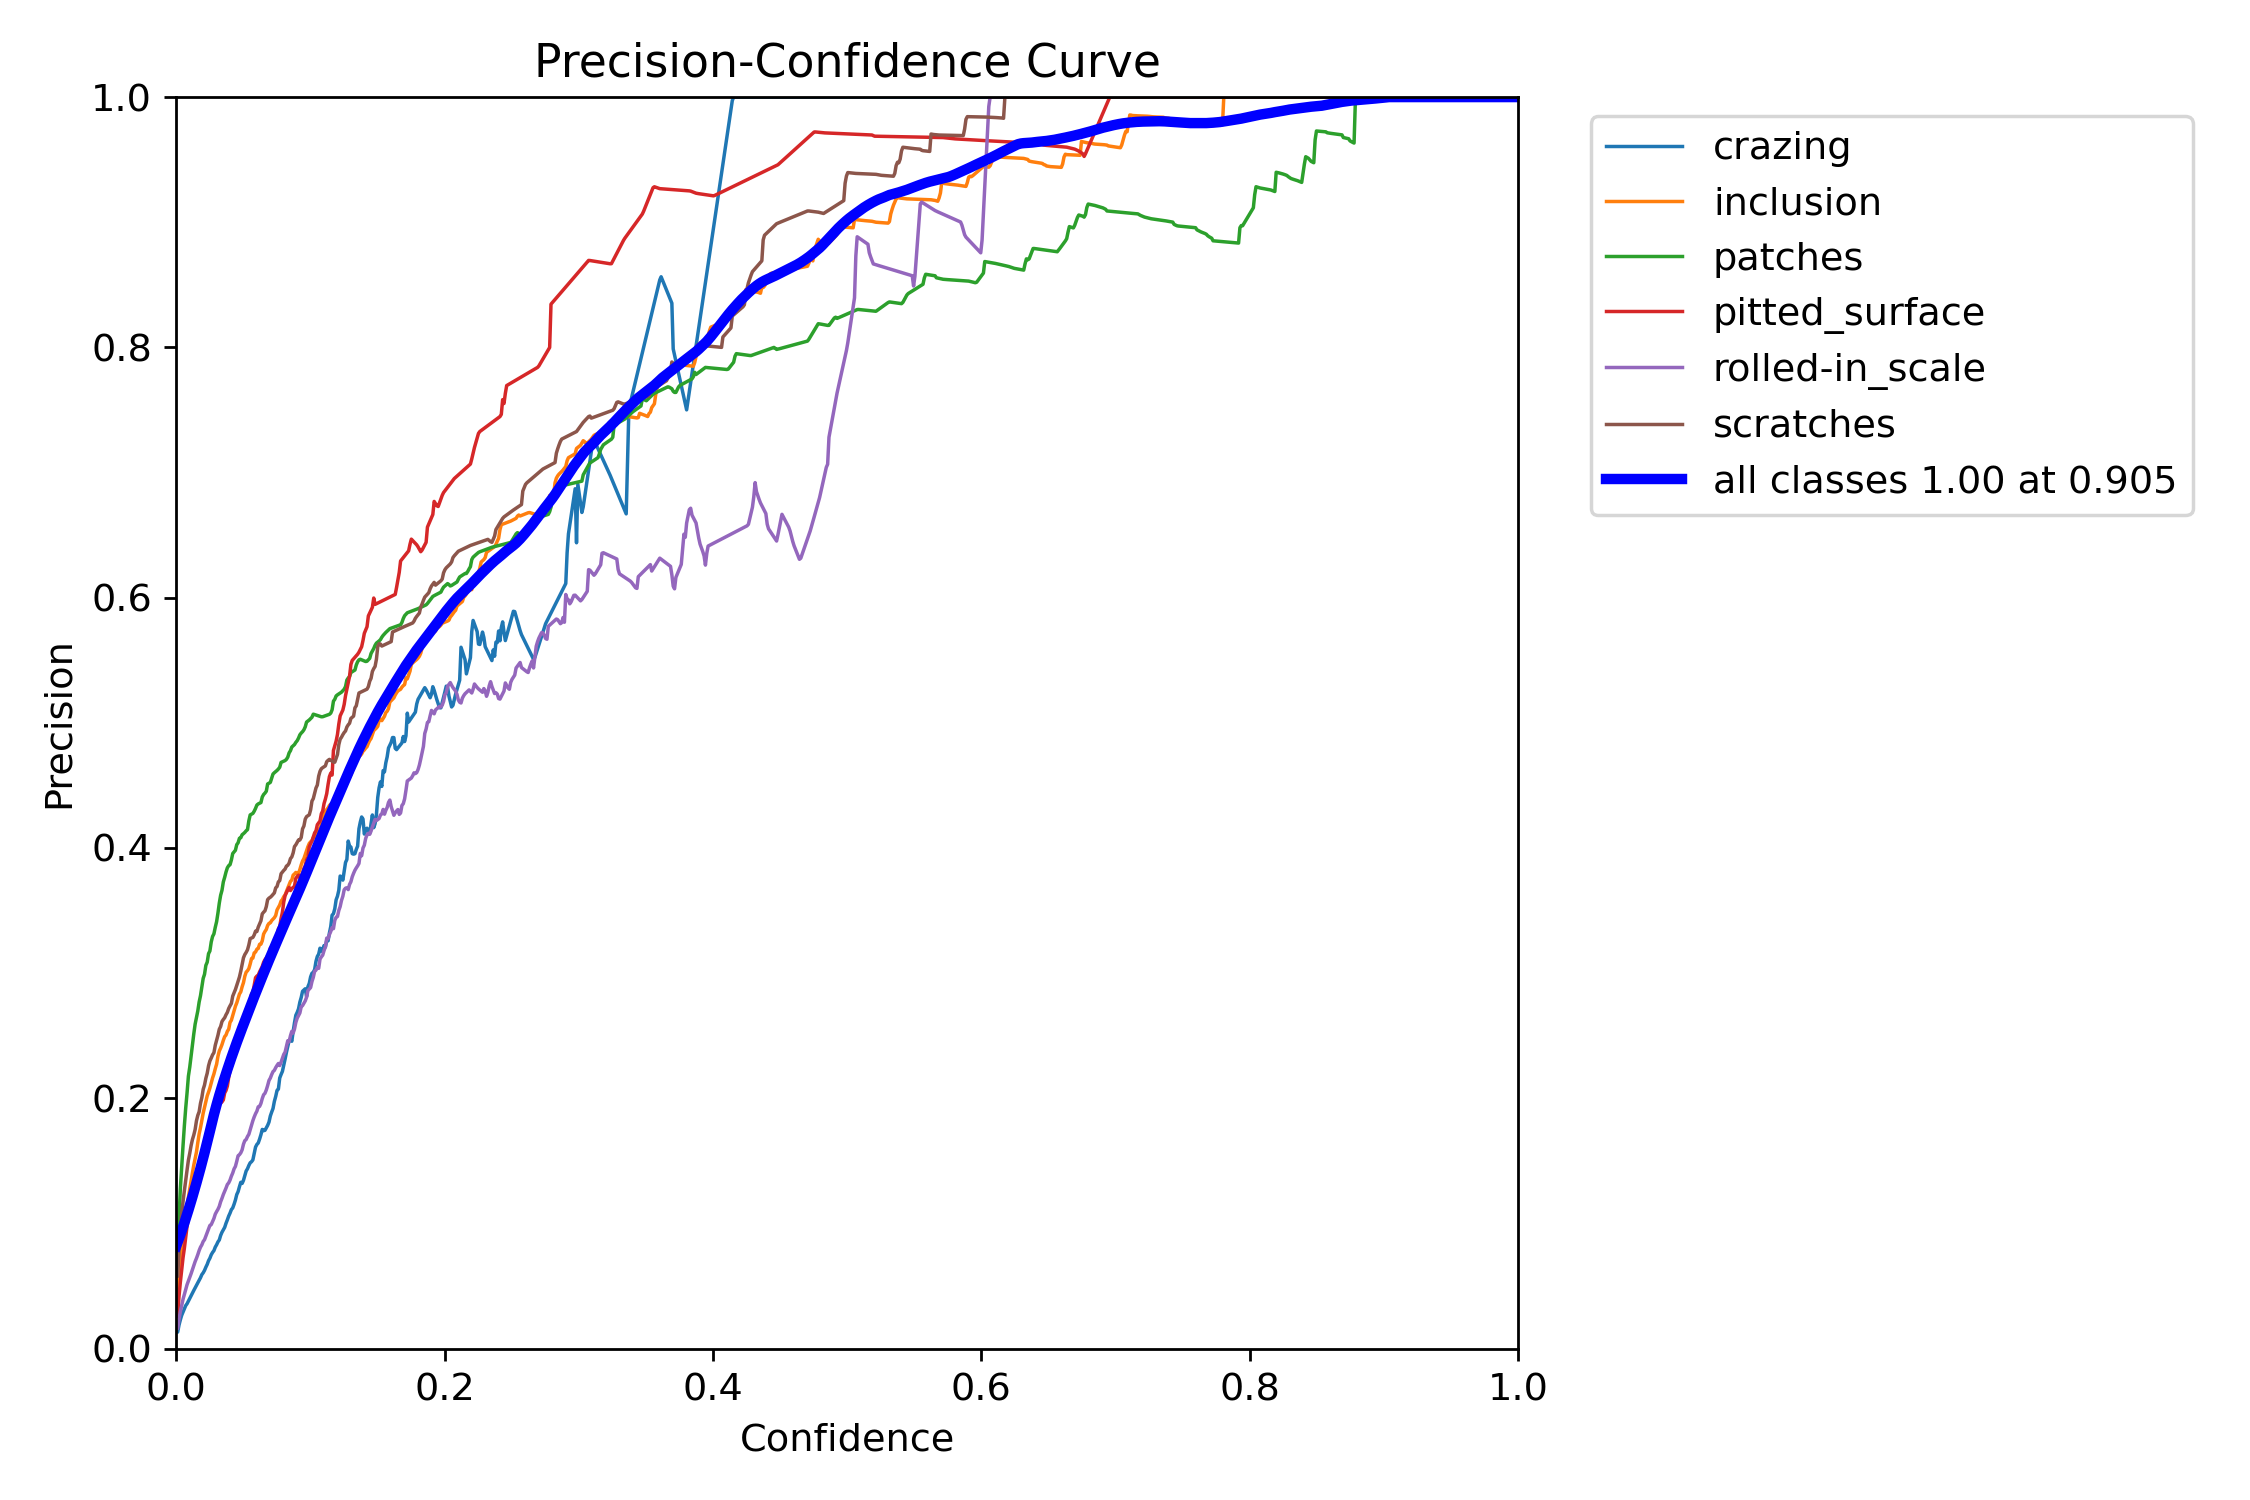 Precision-Confidence Curve
1.0
0.8
0.6
0.4
0.2
0.0
Precision
0.0 0.2 0.4 0.6 0.8 1.0
Confidence
crazing
inclusion
patches
pitted_surface
rolled-in_scale
scratches
all classes 1.00 at 0.905